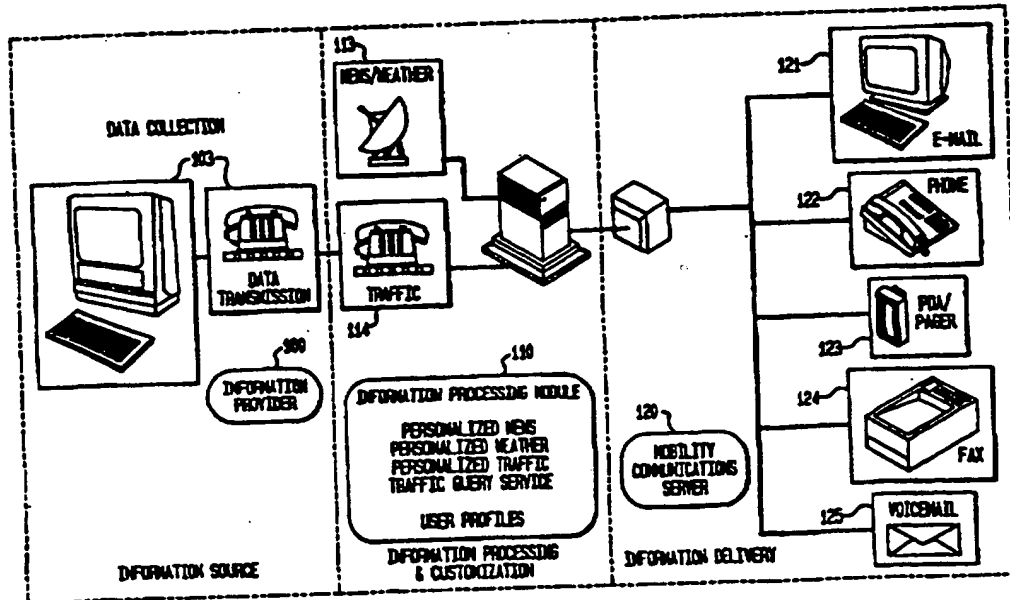 DATA COLLECTION
103
DATA
TRANSMISSION
100
INFORMATION
PROVIDER
INFORMATION SOURCE
113
NEWS/WEATHER
TRAFFIC
114
110
INFORMATION PROCESSING MODULE
PERSONALIZED NEWS
PERSONALIZED WEATHER
PERSONALIZED TRAFFIC
TRAFFIC QUERY SERVICE
USER PROFILES
INFORMATION PROCESSING
& CUSTOMIZATION
120
MOBILITY
COMMUNICATIONS
SERVER
INFORMATION DELIVERY
121
E-MAIL
122
PHONE
123
PDA/
PAGER
124
FAX
125
VOICEMAIL